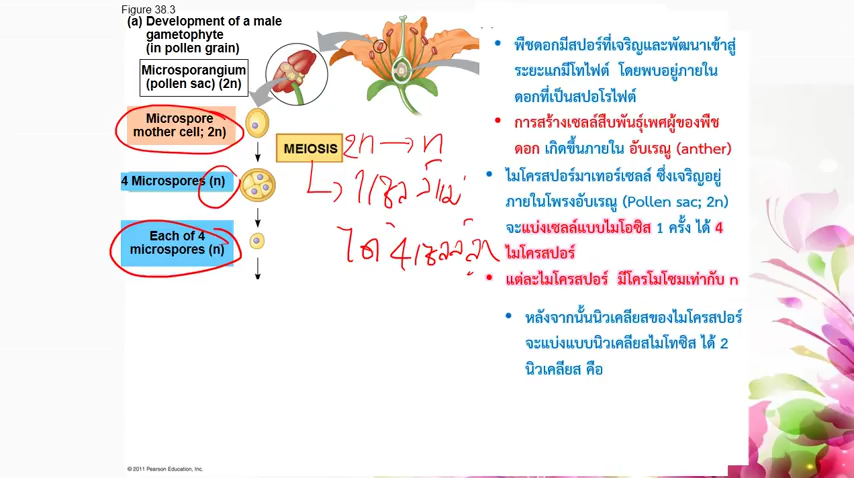 Figure 38.3
(a) Development of a male
gametophyte
(in pollen grain)
Microsporangium
(pollen sac) (2n)
Microspore
mother cell; 2n)
MEIOSIS
2n → n
4 Microspores (n)
1 เซลล์แม่
Each of 4
microspores (n)
ได้ 4 เซลล์ลูก
© 2011 Pearson Education, Inc.
• พืชดอกมีสปอร์ที่เจริญและพัฒนาเข้าสู่
ระยะแกมีโทไฟต์ โดยพบอยู่ภายใน
ดอกที่เป็นสปอโรไฟต์
• การสร้างเซลล์สืบพันธุ์เพศผู้ของพืช
ดอก เกิดขึ้นภายใน อับเรณู (anther)
• ไมโครสปอร์มาเทอร์เซลล์ ซึ่งเจริญอยู่
ภายในโพรงอับเรณู (Pollen sac; 2n)
จะแบ่งเซลล์แบบไมโอซิส 1 ครั้ง ได้ 4
ไมโครสปอร์
• แต่ละไมโครสปอร์ มีโครโมโซมเท่ากับ n
• หลังจากนั้นนิวเคลียสของไมโครสปอร์
จะแบ่งแบบนิวเคลียสไมโทซิส ได้ 2
นิวเคลียส คือ